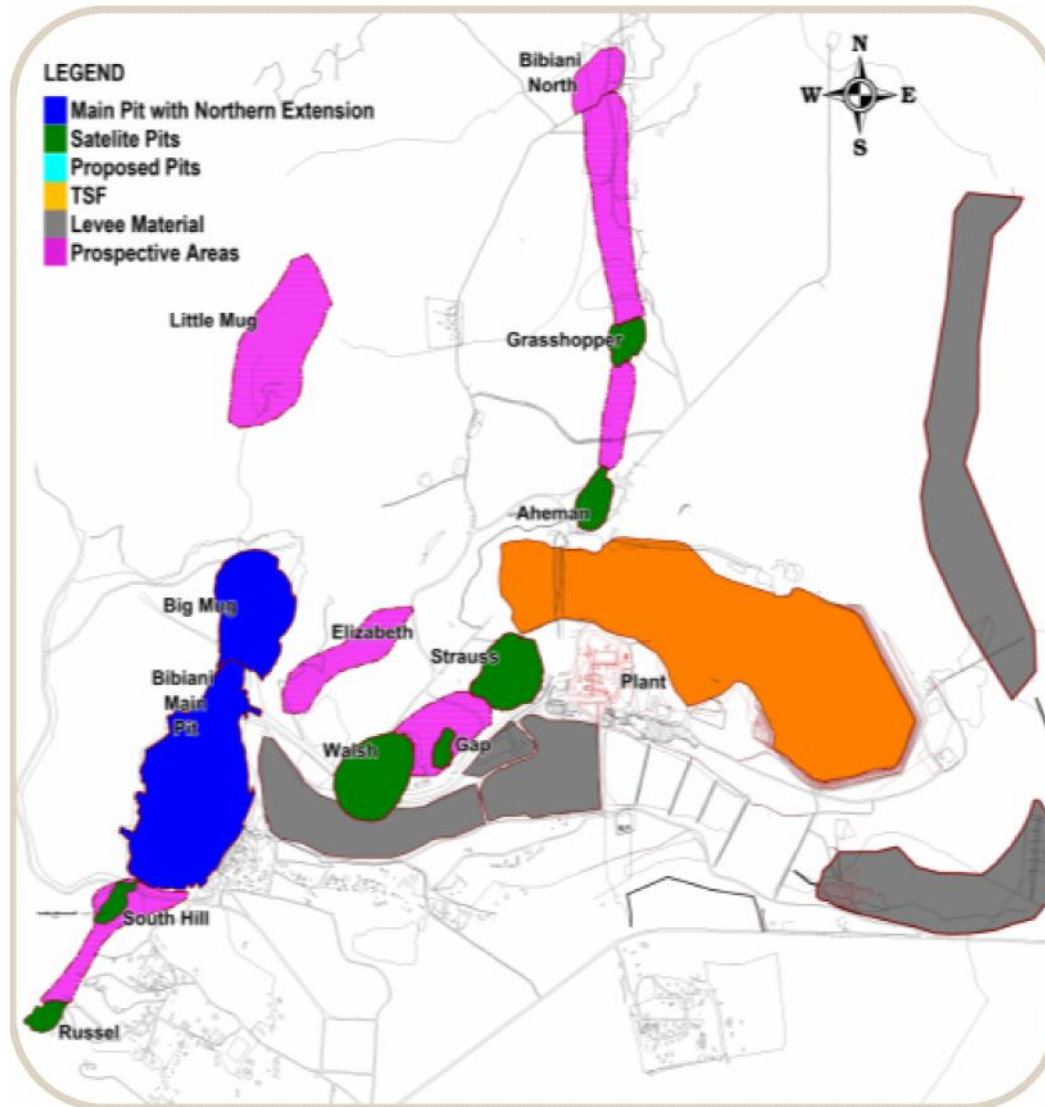 LEGEND
Main Pit with Northern Extension
Satelite Pits
Proposed Pits
TSF
Levee Material
Prospective Areas
Bibiani
North
N
W
E
S
Little Mug
Grasshopper
Aheman
Big Mug
Elizabeth
Strauss
Bibiani
Main
Pit
Plant
Walsh
Gap
South Hill
Russel